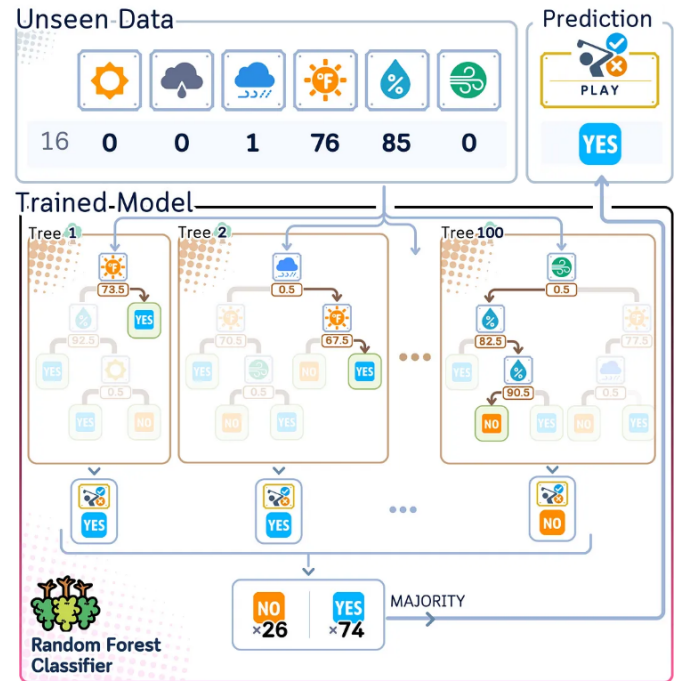 Unseen Data
Prediction
°F
%
PLAY
16 0 0 1 76 85 0
YES
Trained Model
Tree 1
Tree 2
Tree 100
°F
73.5
YES
%
92.5
YES
0.5
YES
NO
0.5
°F
70.5
°F
67.5
YES
NO
YES
0.5
NO
YES
0.5
%
82.5
°F
77.5
YES
%
90.5
0.5
YES
NO
YES
NO
YES
YES
YES
NO
NO
×26
YES
×74
MAJORITY
Random Forest
Classifier